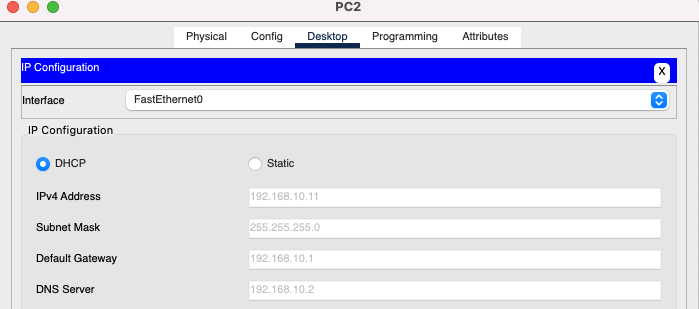 PC2
Physical Config Desktop Programming Attributes
IP Configuration
X
Interface FastEthernet0
IP Configuration
DHCP Static
IPv4 Address 192.168.10.11
Subnet Mask 255.255.255.0
Default Gateway 192.168.10.1
DNS Server 192.168.10.2